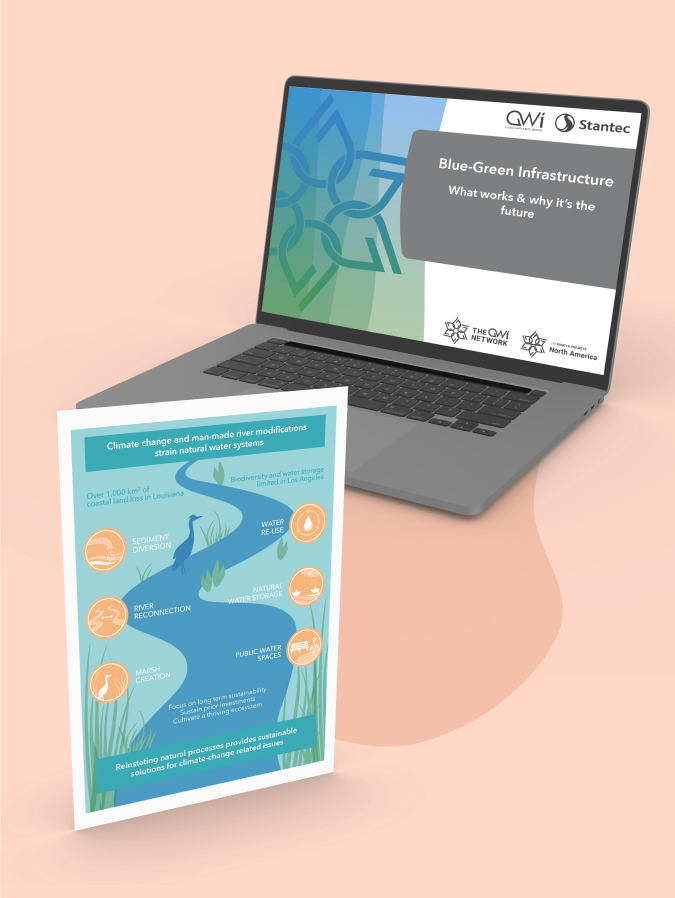 GWi
Stantec
Blue-Green Infrastructure
What works & why it's the
future
THE GWi
NETWORK
North America
Climate change and man-made river modifications
strain natural water systems
Over 1,000 km² of
coastal land loss in Louisiana
Biodiversity and water storage
limited in Los Angeles
SEDIMENT
DIVERSION
WATER
RE-USE
RIVER
RECONNECTION
NATURAL
WATER STORAGE
MARSH
CREATION
PUBLIC WATER
SPACES
Focus on long term sustainability
Sustain prior investments
Cultivate a thriving ecosystem
Reinstating natural processes provides sustainable
solutions for climate-change related issues